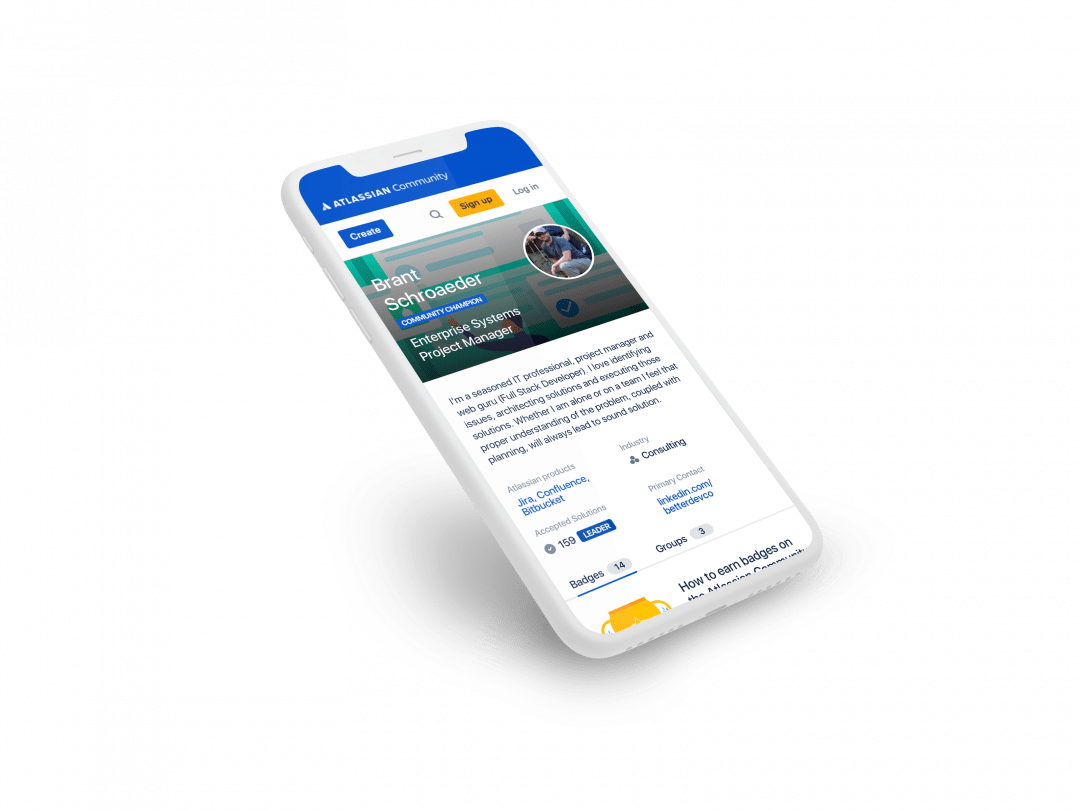 ATLASSIAN Community
Create
Sign up
Log in
Brant
Schroaeder
COMMUNITY CHAMPION
Enterprise Systems
Project Manager
I'm a seasoned IT professional, project manager and
web guru (Full Stack Developer). I love identifying
issues, architecting solutions and executing those
solutions. Whether I am alone or on a team I feel that
proper understanding of the problem, coupled with
planning, will always lead to sound solution.
Atlassian products
Jira, Confluence,
Bitbucket
Industry
Consulting
Accepted Solutions
159 LEADER
Primary Contact
linkedin.com/
betterdevco
Badges 14
Groups 3
How to earn badges on
the Atlassian Community